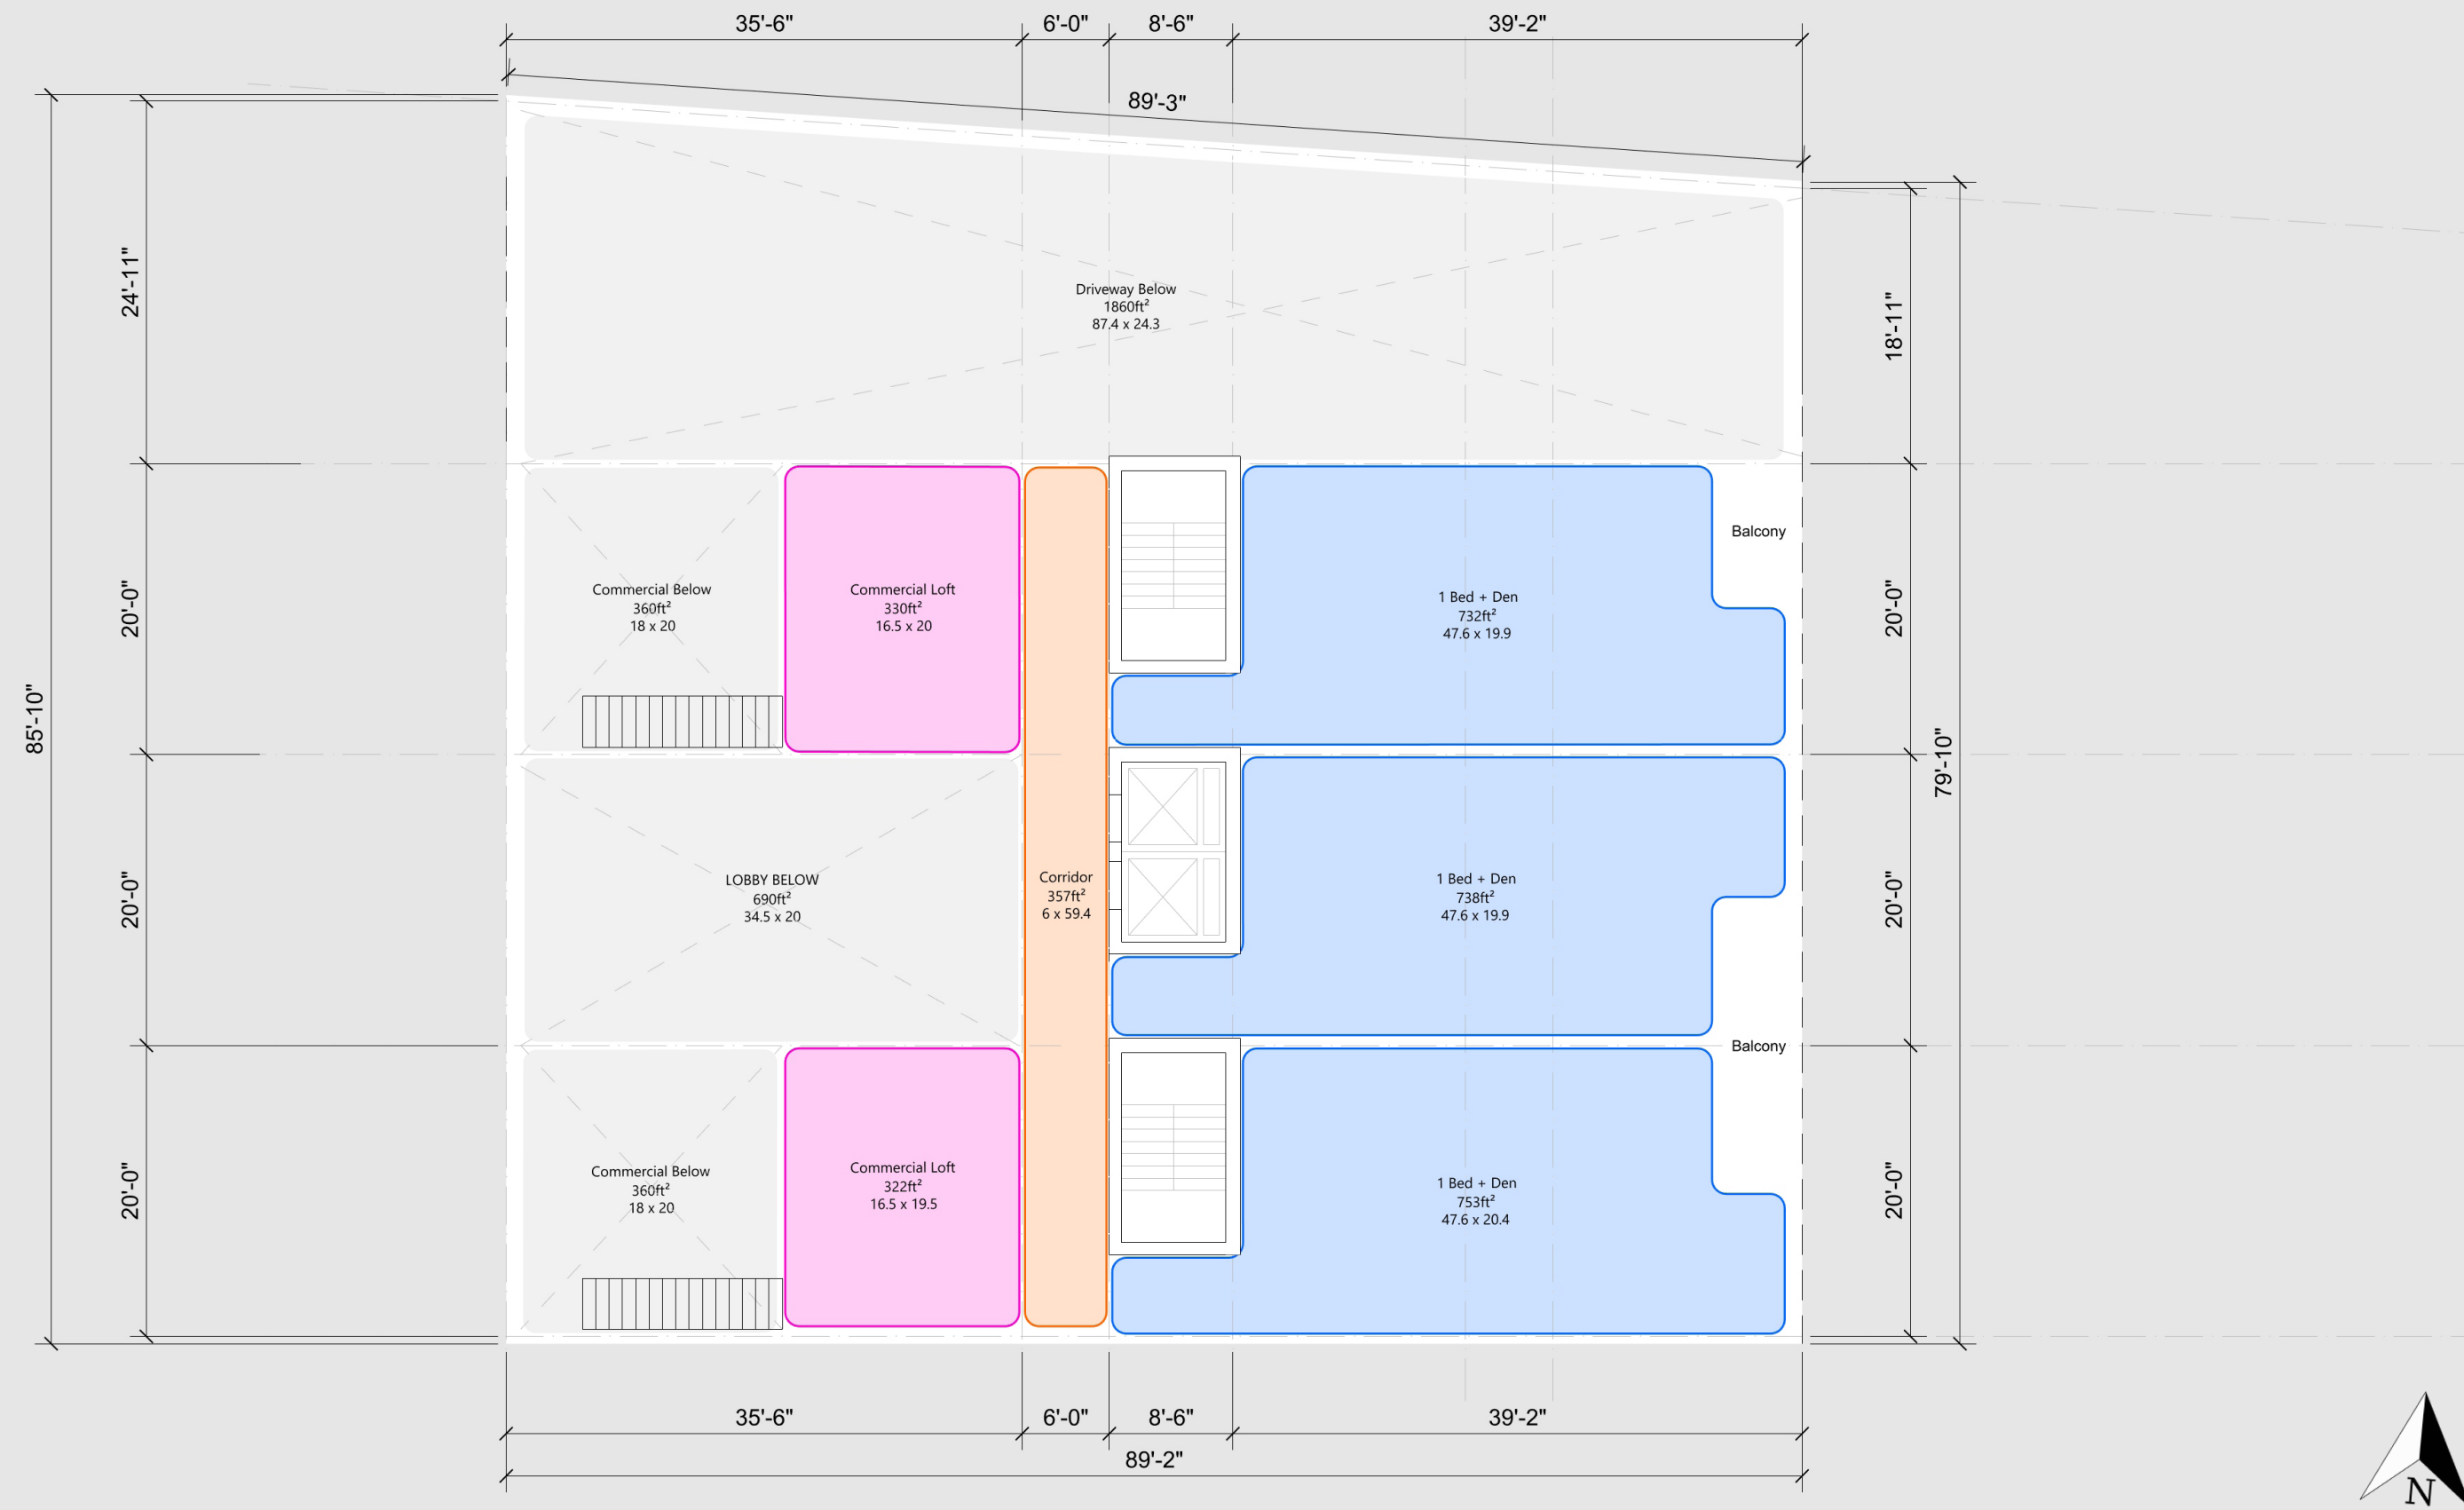 35'-6"
6'-0"
8'-6"
39'-2"
89'-3"
24'-11"
18'-11"
Driveway Below
1860ft²
87.4 x 24.3
Balcony
20'-0"
Commercial Below
360ft²
18 x 20
Commercial Loft
330ft²
16.5 x 20
1 Bed + Den
732ft²
47.6 x 19.9
20'-0"
85'-10"
79'-10"
20'-0"
LOBBY BELOW
690ft²
34.5 x 20
Corridor
357ft²
6 x 59.4
1 Bed + Den
738ft²
47.6 x 19.9
20'-0"
Balcony
20'-0"
Commercial Below
360ft²
18 x 20
Commercial Loft
322ft²
16.5 x 19.5
1 Bed + Den
753ft²
47.6 x 20.4
20'-0"
35'-6"
6'-0"
8'-6"
39'-2"
89'-2"
N